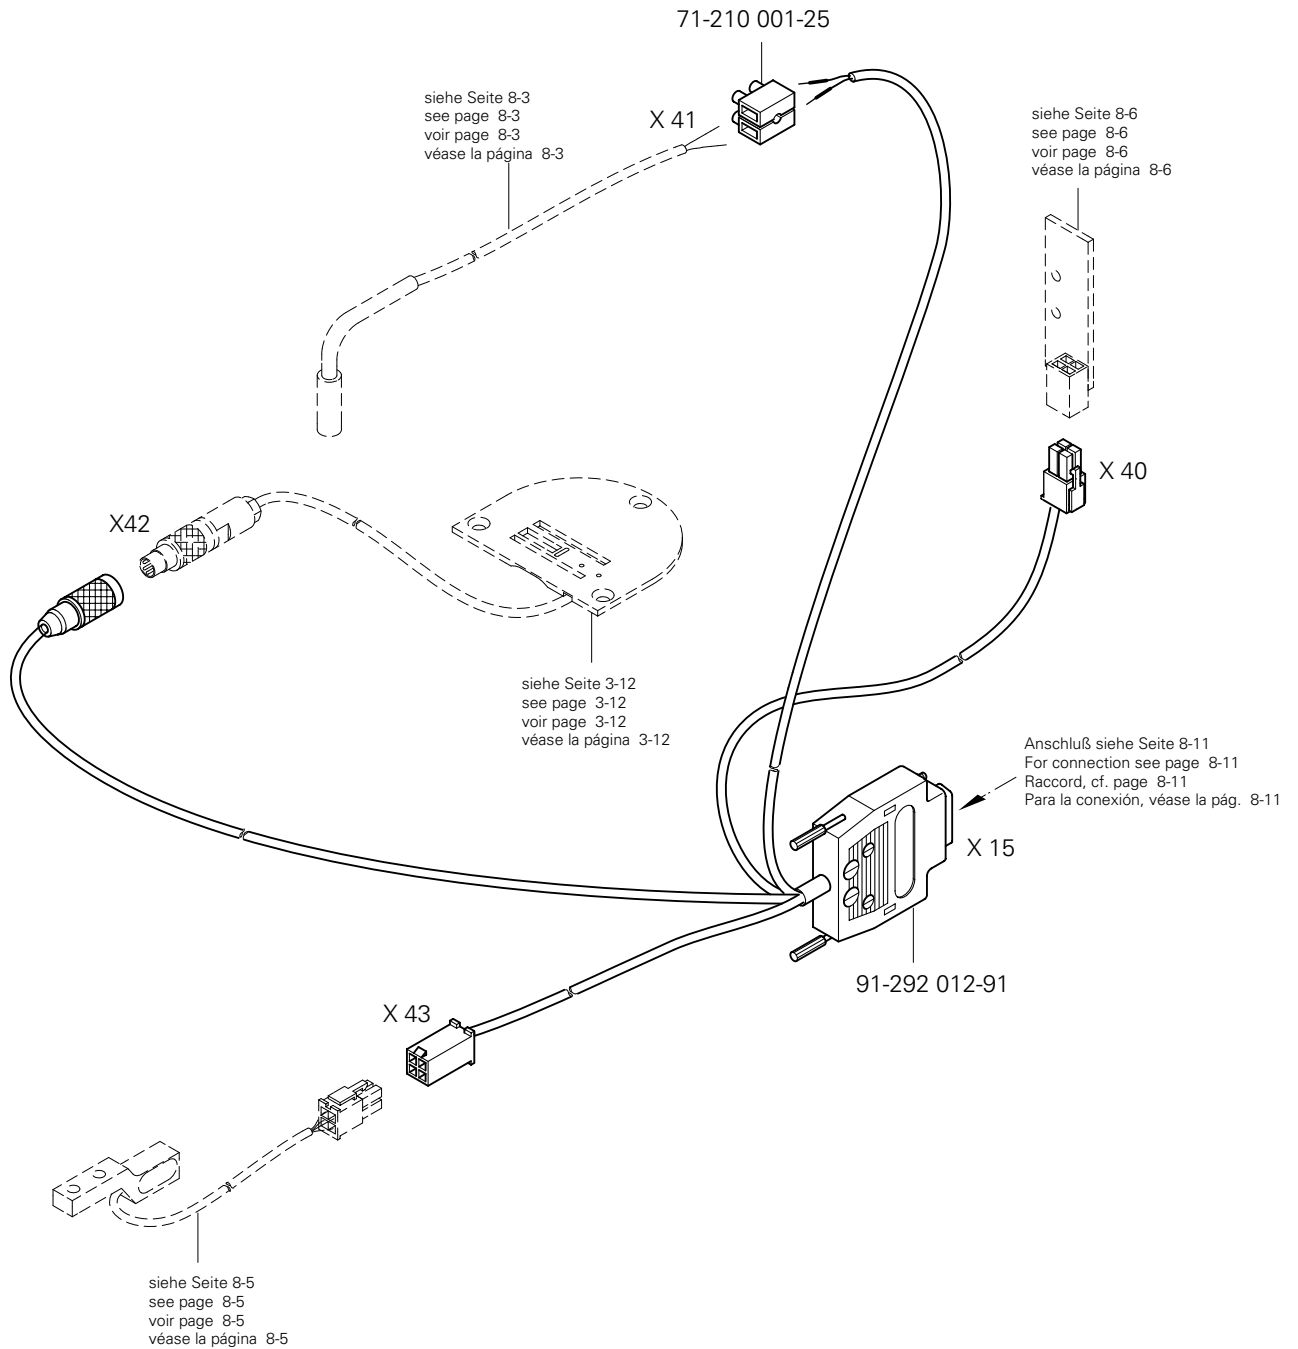 71-210 001-25
siehe Seite 8-3
see page 8-3
voir page 8-3
véase la página 8-3
X 41
siehe Seite 8-6
see page 8-6
voir page 8-6
véase la página 8-6
X 40
X42
siehe Seite 3-12
see page 3-12
voir page 3-12
véase la página 3-12
Anschluß siehe Seite 8-11
For connection see page 8-11
Raccord, cf. page 8-11
Para la conexión, véase la pág. 8-11
X 15
91-292 012-91
X 43
siehe Seite 8-5
see page 8-5
voir page 8-5
véase la página 8-5